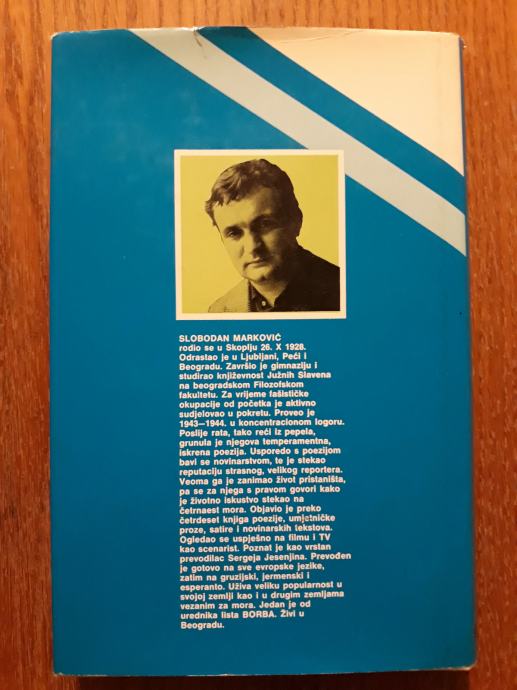 SLOBODAN MARKOVIĆ
rodio se u Skoplju 26. X 1928.
Odrastao je u Ljubljani, Peći i
Beogradu. Završio je gimnaziju i
studirao književnost Južnih Slavena
na beogradskom Filozofskom
fakultetu. Za vrijeme fašističke
okupacije od početka je aktivno
sudjelovao u pokretu. Proveo je
1943—1944. u koncentracionom logoru.
Poslije rata, tako reći iz pepela,
grunula je njegova temperamentna,
iskrena poezija. Usporedo s poezijom
bavi se novinarstvom, te je stekao
reputaciju strasnog, velikog reportera.
Veoma ga je zanimao život pristaništa,
pa se za njega s pravom govori kako
je životno iskustvo stekao na
četrnaest mora. Objavio je preko
četrdeset knjiga poezije, umjetničke
proze, satire i novinarskih tekstova.
Ogledao se uspješno na filmu i TV
kao scenarist. Poznat je kao vrstan
prevodilac Sergeja Jesenjina. Prevođen
je gotovo na sve evropske jezike,
zatim na gruzijski, jermenski i
esperanto. Uživa veliku popularnost u
svojoj zemlji kao i u drugim zemljama
vezanim za mora. Jedan je od
urednika lista BORBA. Živi u
Beogradu.